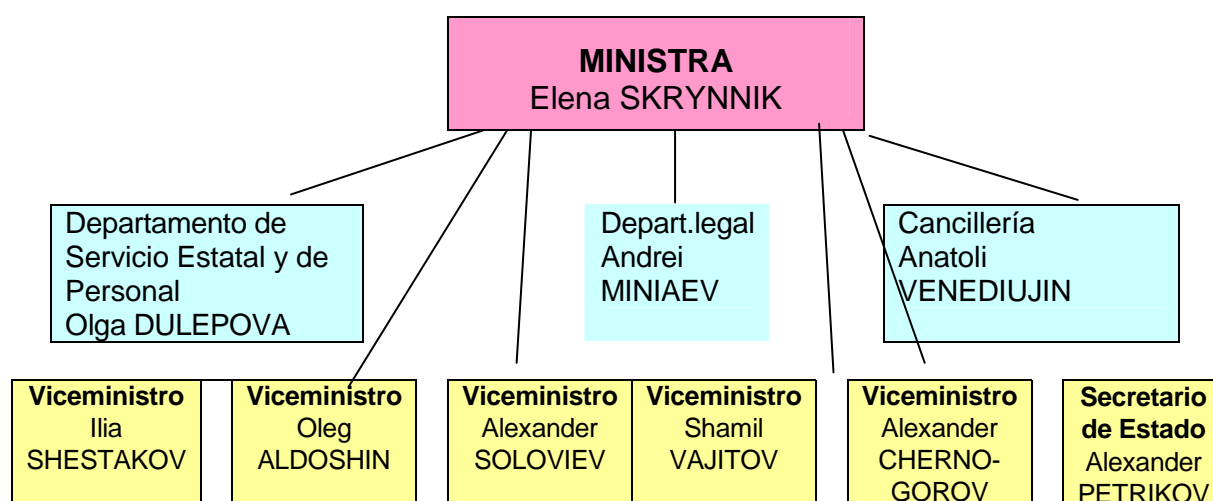 MINISTRA
Elena SKRYNNIK
Departamento de
Servicio Estatal y de
Personal
Olga DULEPOVA
Depart.legal
Andrei
MINIAEV
Cancillería
Anatoli
VENEDIUJIN
Viceministro
Ilia
SHESTAKOV
Viceministro
Oleg
ALDOSHIN
Viceministro
Alexander
SOLOVIEV
Viceministro
Shamil
VAJITOV
Viceministro
Alexander
CHERNO-
GOROV
Secretario
de Estado
Alexander
PETRIKOV